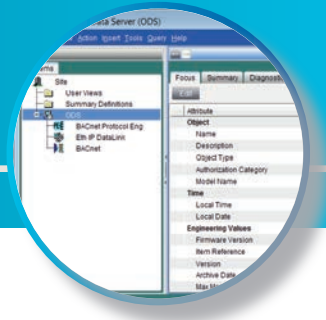 Data Server (ODS)
Action Insert Tools Query Help
Site
User Views
Summary Definitions
ODS
BACnet Protocol Eng
Eth IP DataLink
BACnet
Focus Summary
Edit
Attribute
Object
Name
Description
Object Type
Authorization Category
Model Name
Time
Local Time
Local Date
Engineering Values
Firmware Version
Item Reference
Version
Archive Date